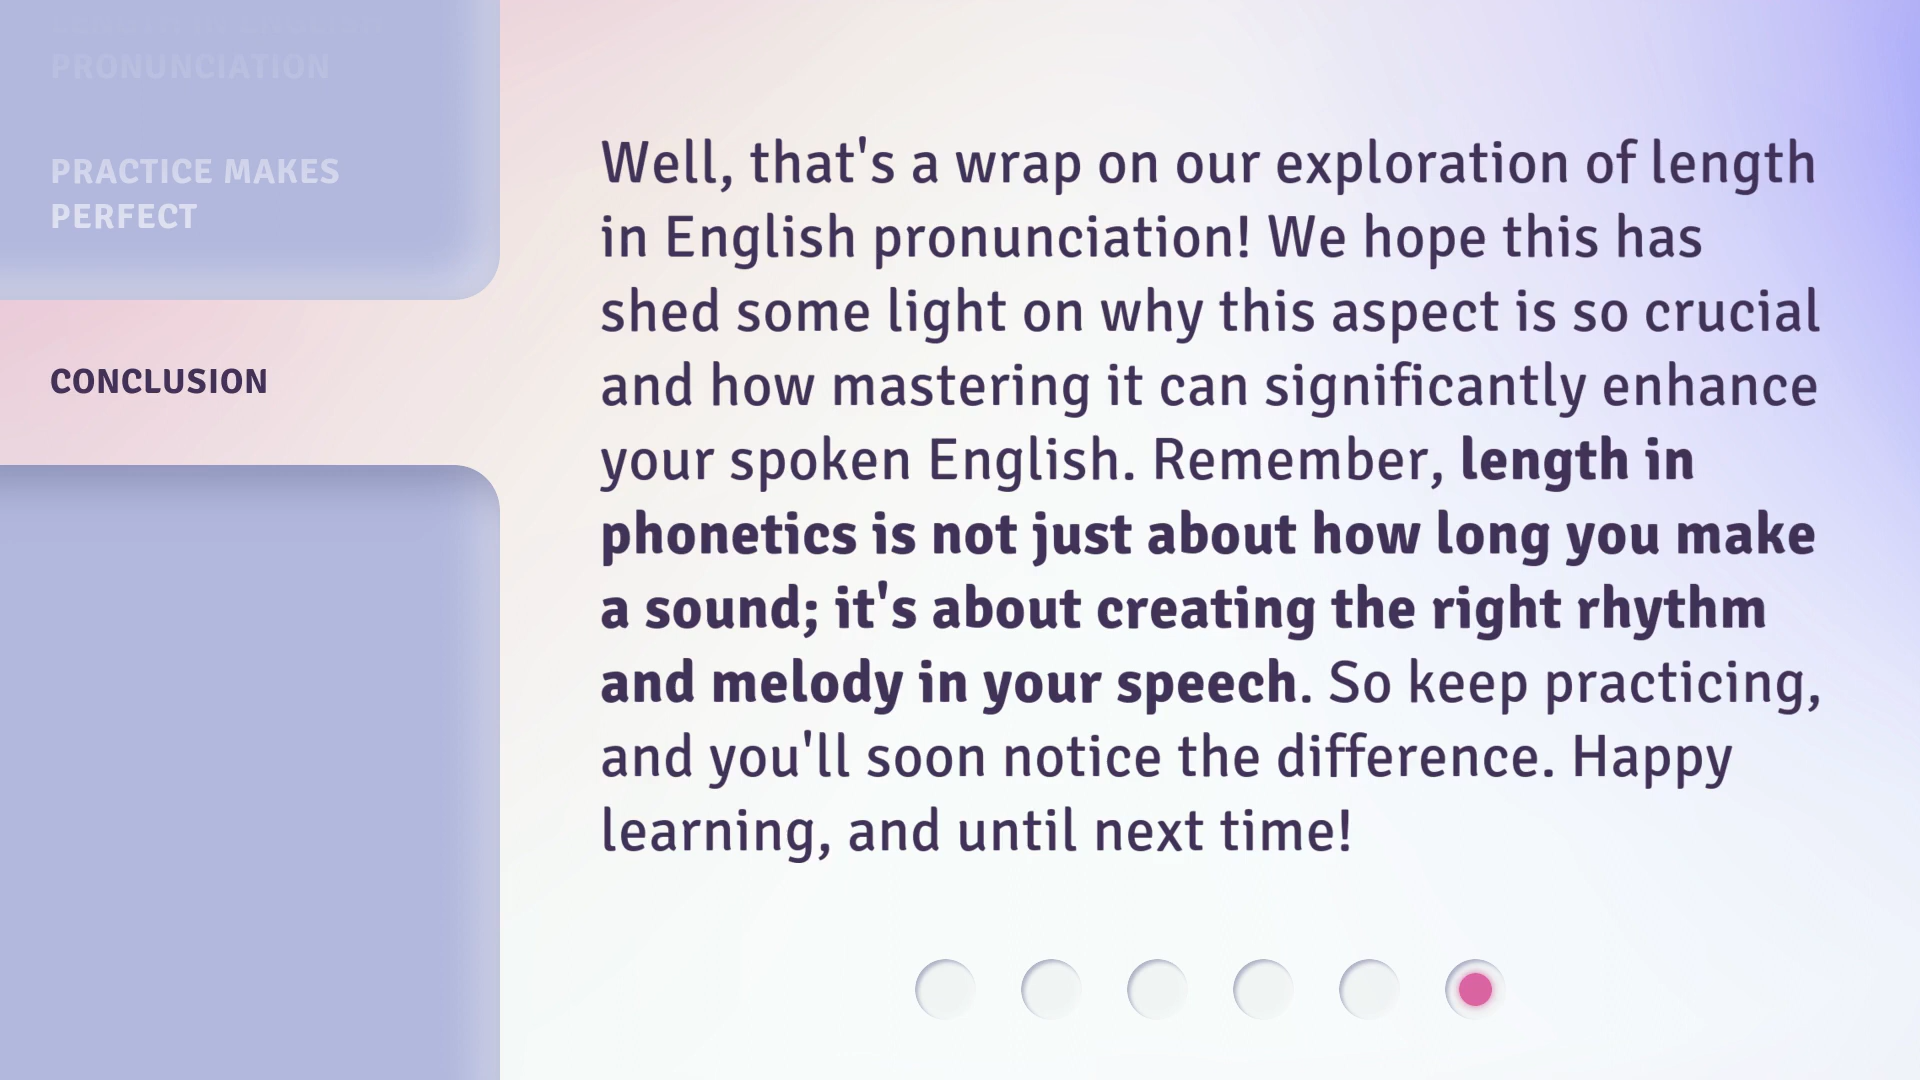 PRONUNCIATION
PRACTICE MAKES
PERFECT
CONCLUSION
Well, that's a wrap on our exploration of length
in English pronunciation! We hope this has
shed some light on why this aspect is so crucial
and how mastering it can significantly enhance
your spoken English. Remember, length in
phonetics is not just about how long you make
a sound; it's about creating the right rhythm
and melody in your speech. So keep practicing,
and you'll soon notice the difference. Happy
learning, and until next time!